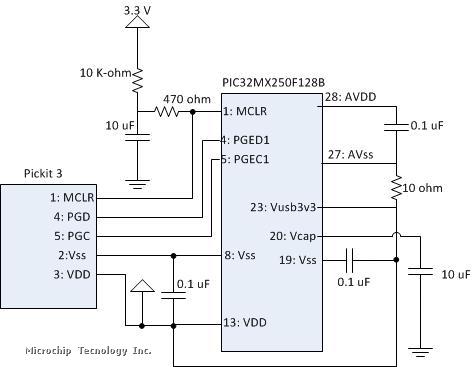 3.3 V
10 K-ohm
470 ohm
10 uF
PIC32MX250F128B
1: MCLR
4: PGED1
5: PGEC1
8: Vss
13: VDD
28: AVDD
27: AVss
23: Vusb3v3
20: Vcap
19: Vss
0.1 uF
10 ohm
0.1 uF
10 uF
Pickit 3
1: MCLR
4: PGD
5: PGC
2:Vss
3: VDD
0.1 uF
Microchip Tecnology Inc.